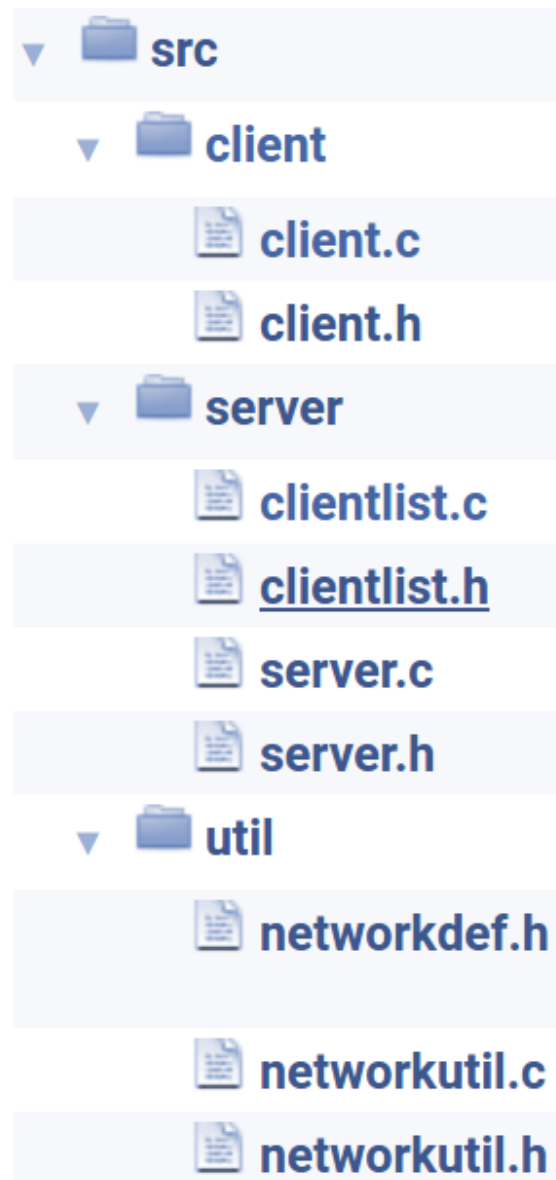 src
client
client.c
client.h
server
clientlist.c
clientlist.h
server.c
server.h
util
networkdef.h
networkutil.c
networkutil.h